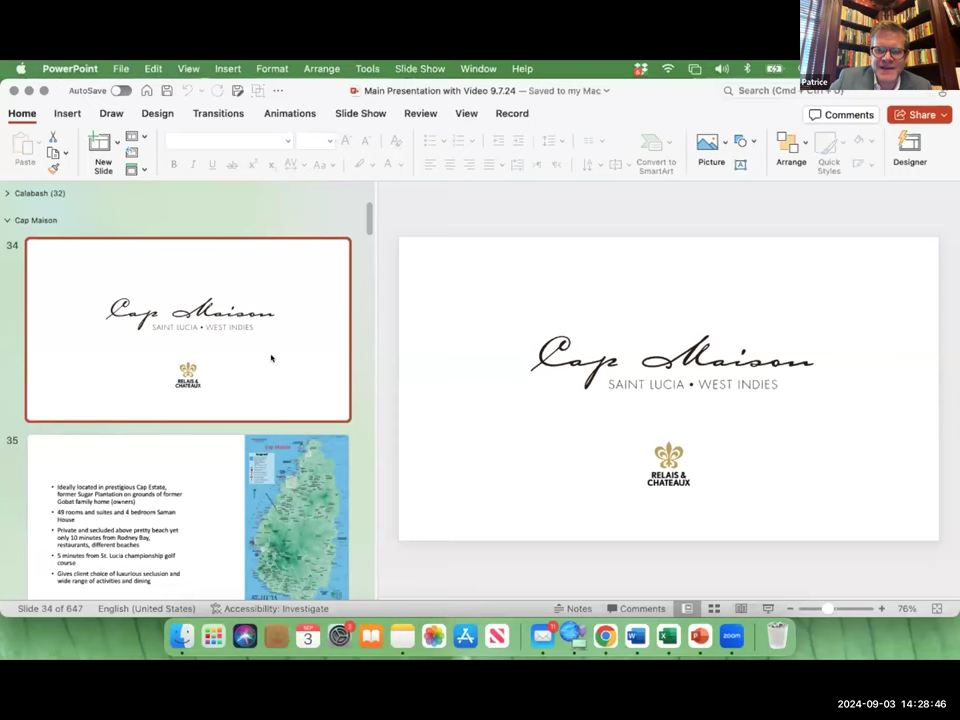 Patrice
PowerPoint File Edit View Insert Format Arrange Tools Slide Show Window Help
AutoSave Main Presentation with Video 9.7.24 — Saved to my Mac Search (Cmd + Ctrl + U)
Home Insert Draw Design Transitions Animations Slide Show Review View Record Comments Share
Paste New Slide Convert to SmartArt Picture Arrange Quick Styles Designer
Calabash (32)
Cap Maison
34
Cap Maison
SAINT LUCIA • WEST INDIES
RELAIS &
CHATEAUX
35
• Ideally located in prestigious Cap Estate,
former Sugar Plantation on grounds of former
Gobat family home (owners)
• 49 rooms and suites and 4 bedroom Saman
House
• Private and secluded above pretty beach yet
only 10 minutes from Rodney Bay,
restaurants, different beaches
• 5 minutes from St. Lucia championship golf
course
• Gives client choice of luxurious seclusion and
wide range of activities and dining
Cap Maison
Cap Maison
SAINT LUCIA • WEST INDIES
RELAIS &
CHATEAUX
Slide 34 of 647 English (United States) Accessibility: Investigate Notes Comments 76%
SEP
3
zoom
2024-09-03 14:28:46